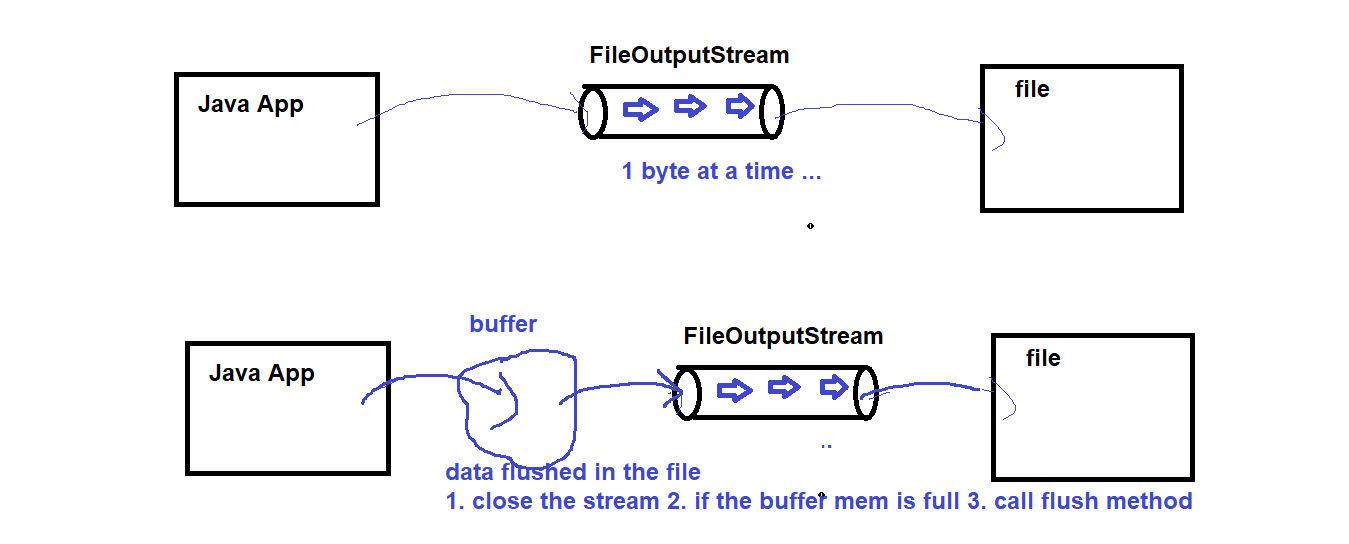 FileOutputStream
Java App
file
1 byte at a time ...
buffer
FileOutputStream
Java App
file
..
data flushed in the file
1. close the stream 2. if the buffer mem is full 3. call flush method